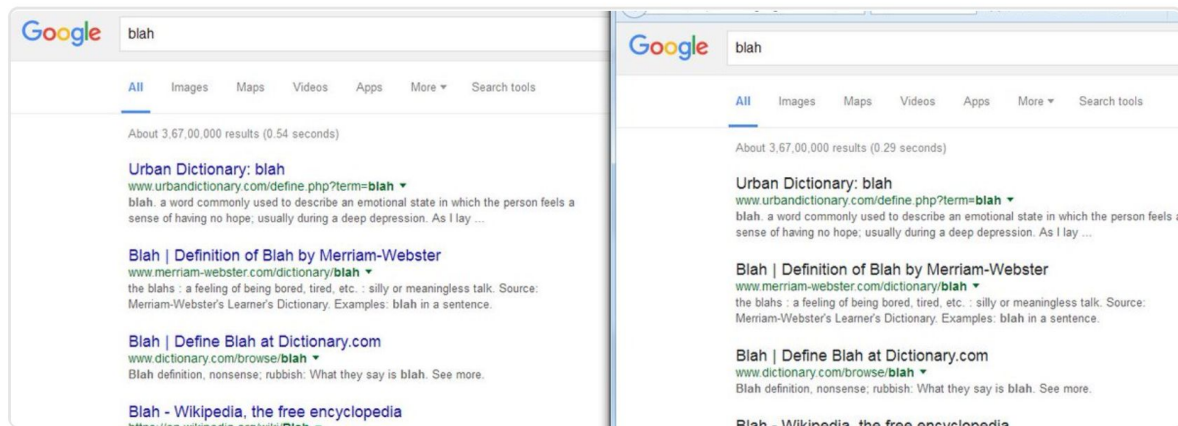 Google blah
All Images Maps Videos Apps More Search tools
About 3,67,00,000 results (0.54 seconds)
Urban Dictionary: blah
www.urbandictionary.com/define.php?term=blah
blah. a word commonly used to describe an emotional state in which the person feels a
sense of having no hope; usually during a deep depression. As I lay ...
Blah | Definition of Blah by Merriam-Webster
www.merriam-webster.com/dictionary/blah
the blahs : a feeling of being bored, tired, etc. : silly or meaningless talk. Source:
Merriam-Webster's Learner's Dictionary. Examples: blah in a sentence.
Blah | Define Blah at Dictionary.com
www.dictionary.com/browse/blah
Blah definition, nonsense; rubbish: What they say is blah. See more.
Blah - Wikipedia, the free encyclopedia
https://en.wikipedia.org/wiki/Blah
Google blah
All Images Maps Videos Apps More Search tools
About 3,67,00,000 results (0.29 seconds)
Urban Dictionary: blah
www.urbandictionary.com/define.php?term=blah
blah. a word commonly used to describe an emotional state in which the person feels a
sense of having no hope; usually during a deep depression. As I lay ...
Blah | Definition of Blah by Merriam-Webster
www.merriam-webster.com/dictionary/blah
the blahs : a feeling of being bored, tired, etc. : silly or meaningless talk. Source:
Merriam-Webster's Learner's Dictionary. Examples: blah in a sentence.
Blah | Define Blah at Dictionary.com
www.dictionary.com/browse/blah
Blah definition, nonsense; rubbish: What they say is blah. See more.
Blah - Wikipedia, the free encyclopedia